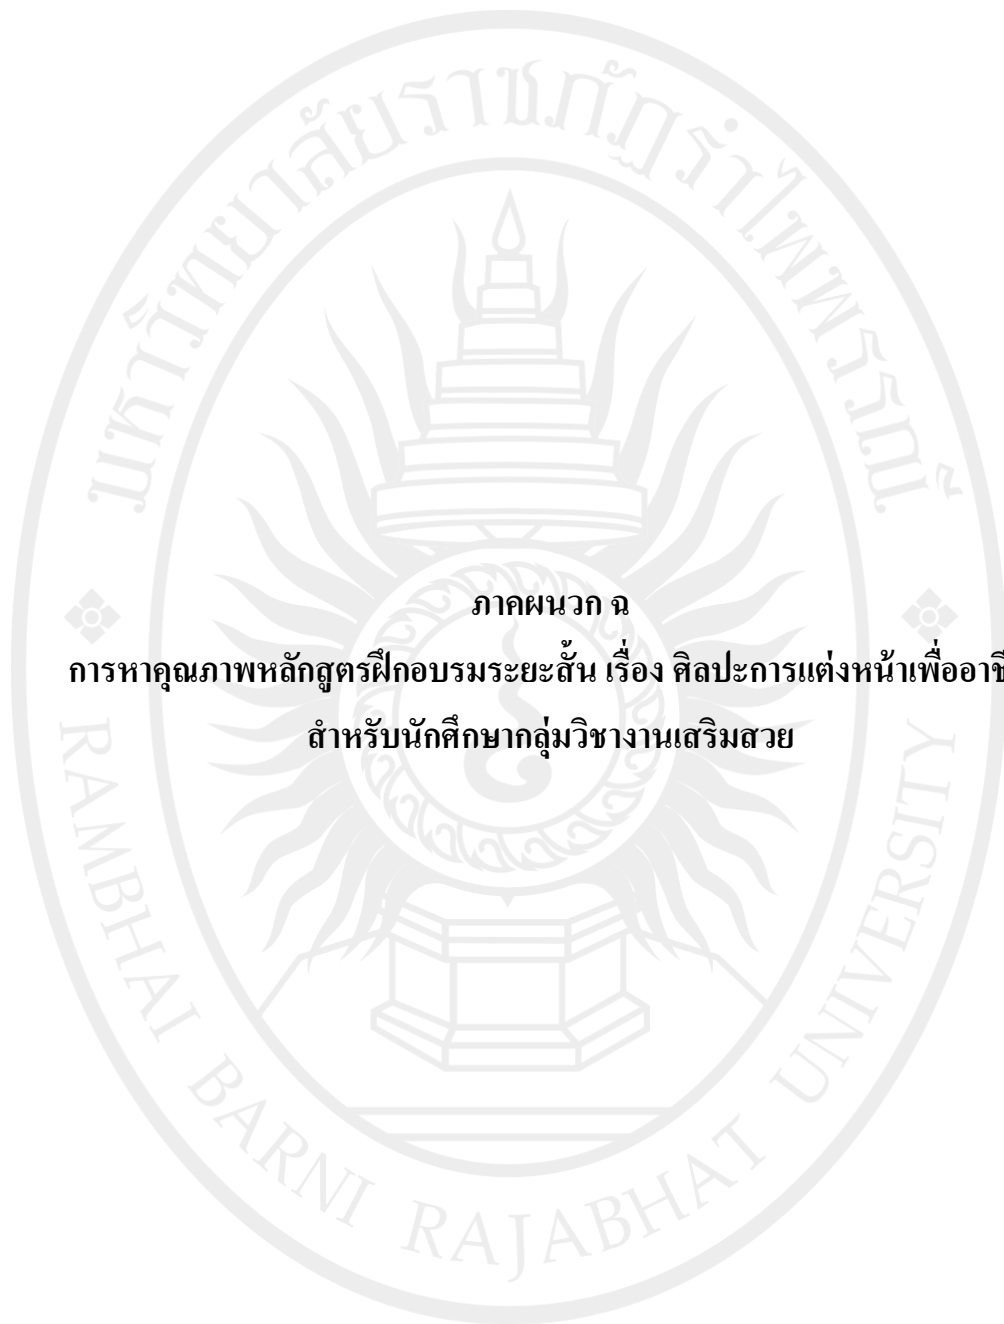 มหาวิทยาลัยราชภัฏรำไพพรรณี
ภาคผนวก ฉ
การหาคุณภาพหลักสูตรฝึกอบรมระยะสั้น เรื่อง ศิลปะการแต่งหน้าเพื่ออาชี
สำหรับนักศึกษากลุ่มวิชางานเสริมสวย
RAMBHAI BARNI RAJABHAT UNIVERSITY